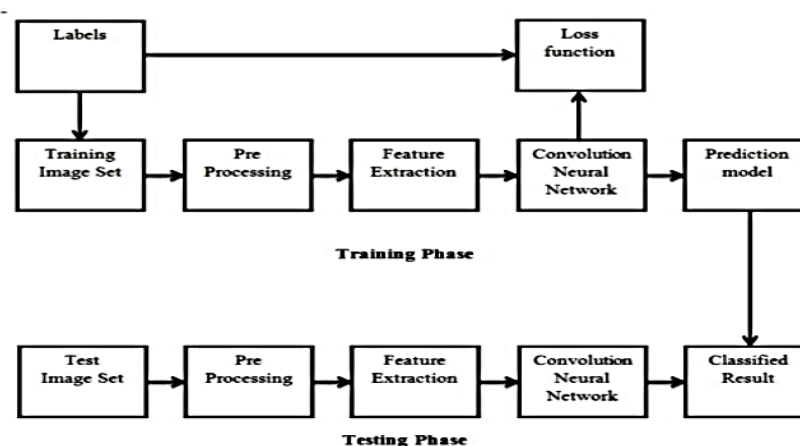 Labels
Loss
function
Training
Image Set
Pre
Processing
Feature
Extraction
Convolution
Neural
Network
Prediction
model
Training Phase
Test
Image Set
Pre
Processing
Feature
Extraction
Convolution
Neural
Network
Classified
Result
Testing Phase